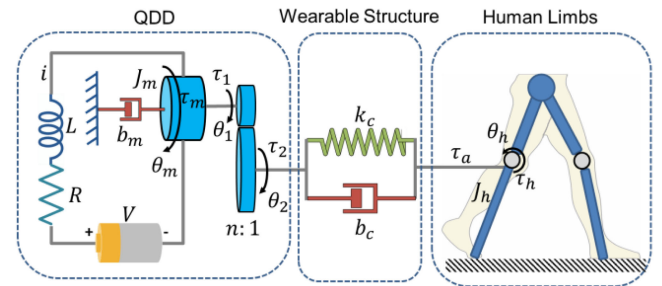 QDD
Wearable Structure
Human Limbs
i
L
R
+ V -
b_m
J_m
τ_m
θ_m
τ_1
θ_1
τ_2
θ_2
n: 1
k_c
b_c
τ_a
θ_h
τ_h
J_h